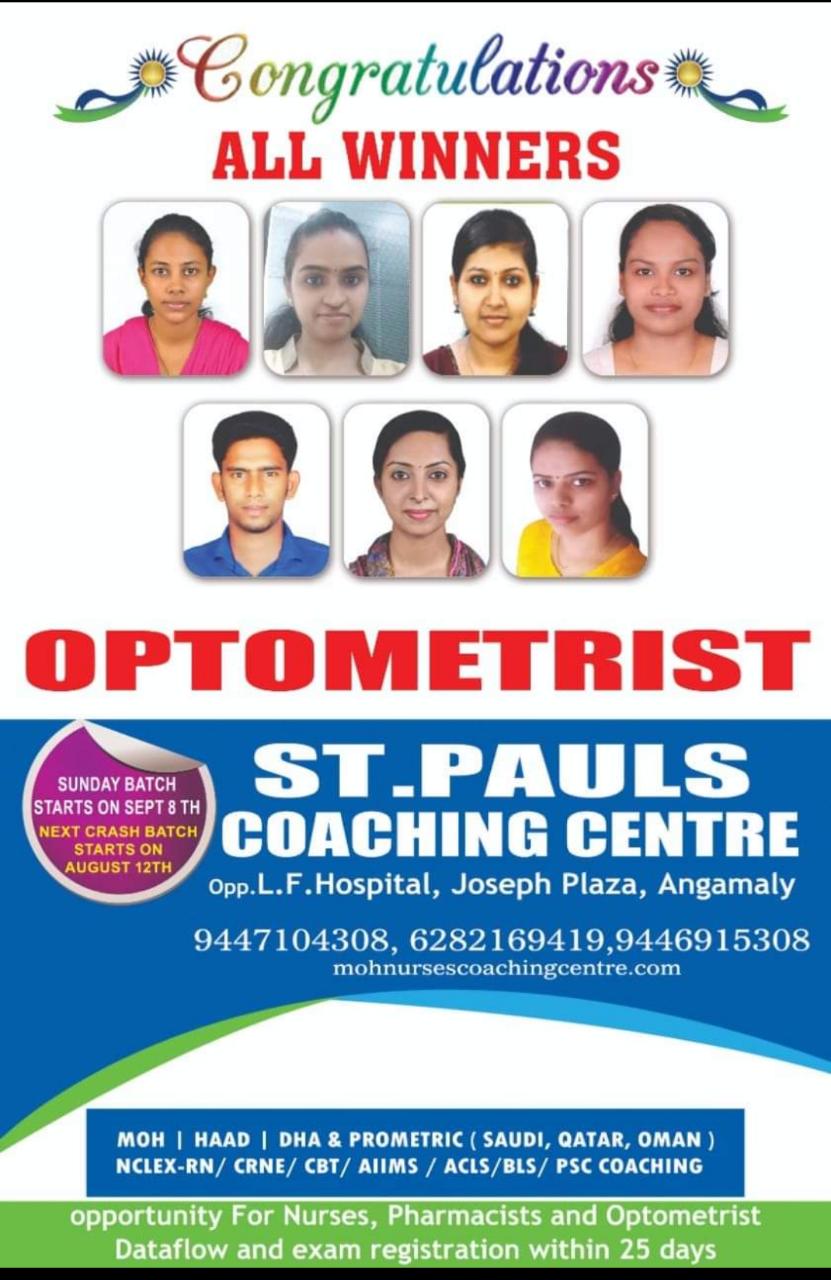 Congratulations
ALL WINNERS
OPTOMETRIST
SUNDAY BATCH
STARTS ON SEPT 8 TH
NEXT CRASH BATCH
STARTS ON
AUGUST 12TH
ST.PAULS
COACHING CENTRE
Opp.L.F.Hospital, Joseph Plaza, Angamaly
9447104308, 6282169419,9446915308
mohnursescoachingcentre.com
MOH | HAAD | DHA & PROMETRIC ( SAUDI, QATAR, OMAN )
NCLEX-RN/ CRNE/ CBT/ AIIMS / ACLS/BLS/ PSC COACHING
opportunity For Nurses, Pharmacists and Optometrist
Dataflow and exam registration within 25 days